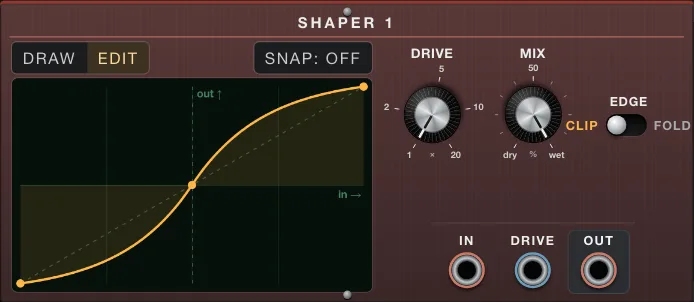 SHAPER 1
DRAW EDIT SNAP: OFF
out ↑
in →
DRIVE
1 2 5 10 20 ×
MIX
50
dry % wet
EDGE
CLIP FOLD
IN DRIVE OUT